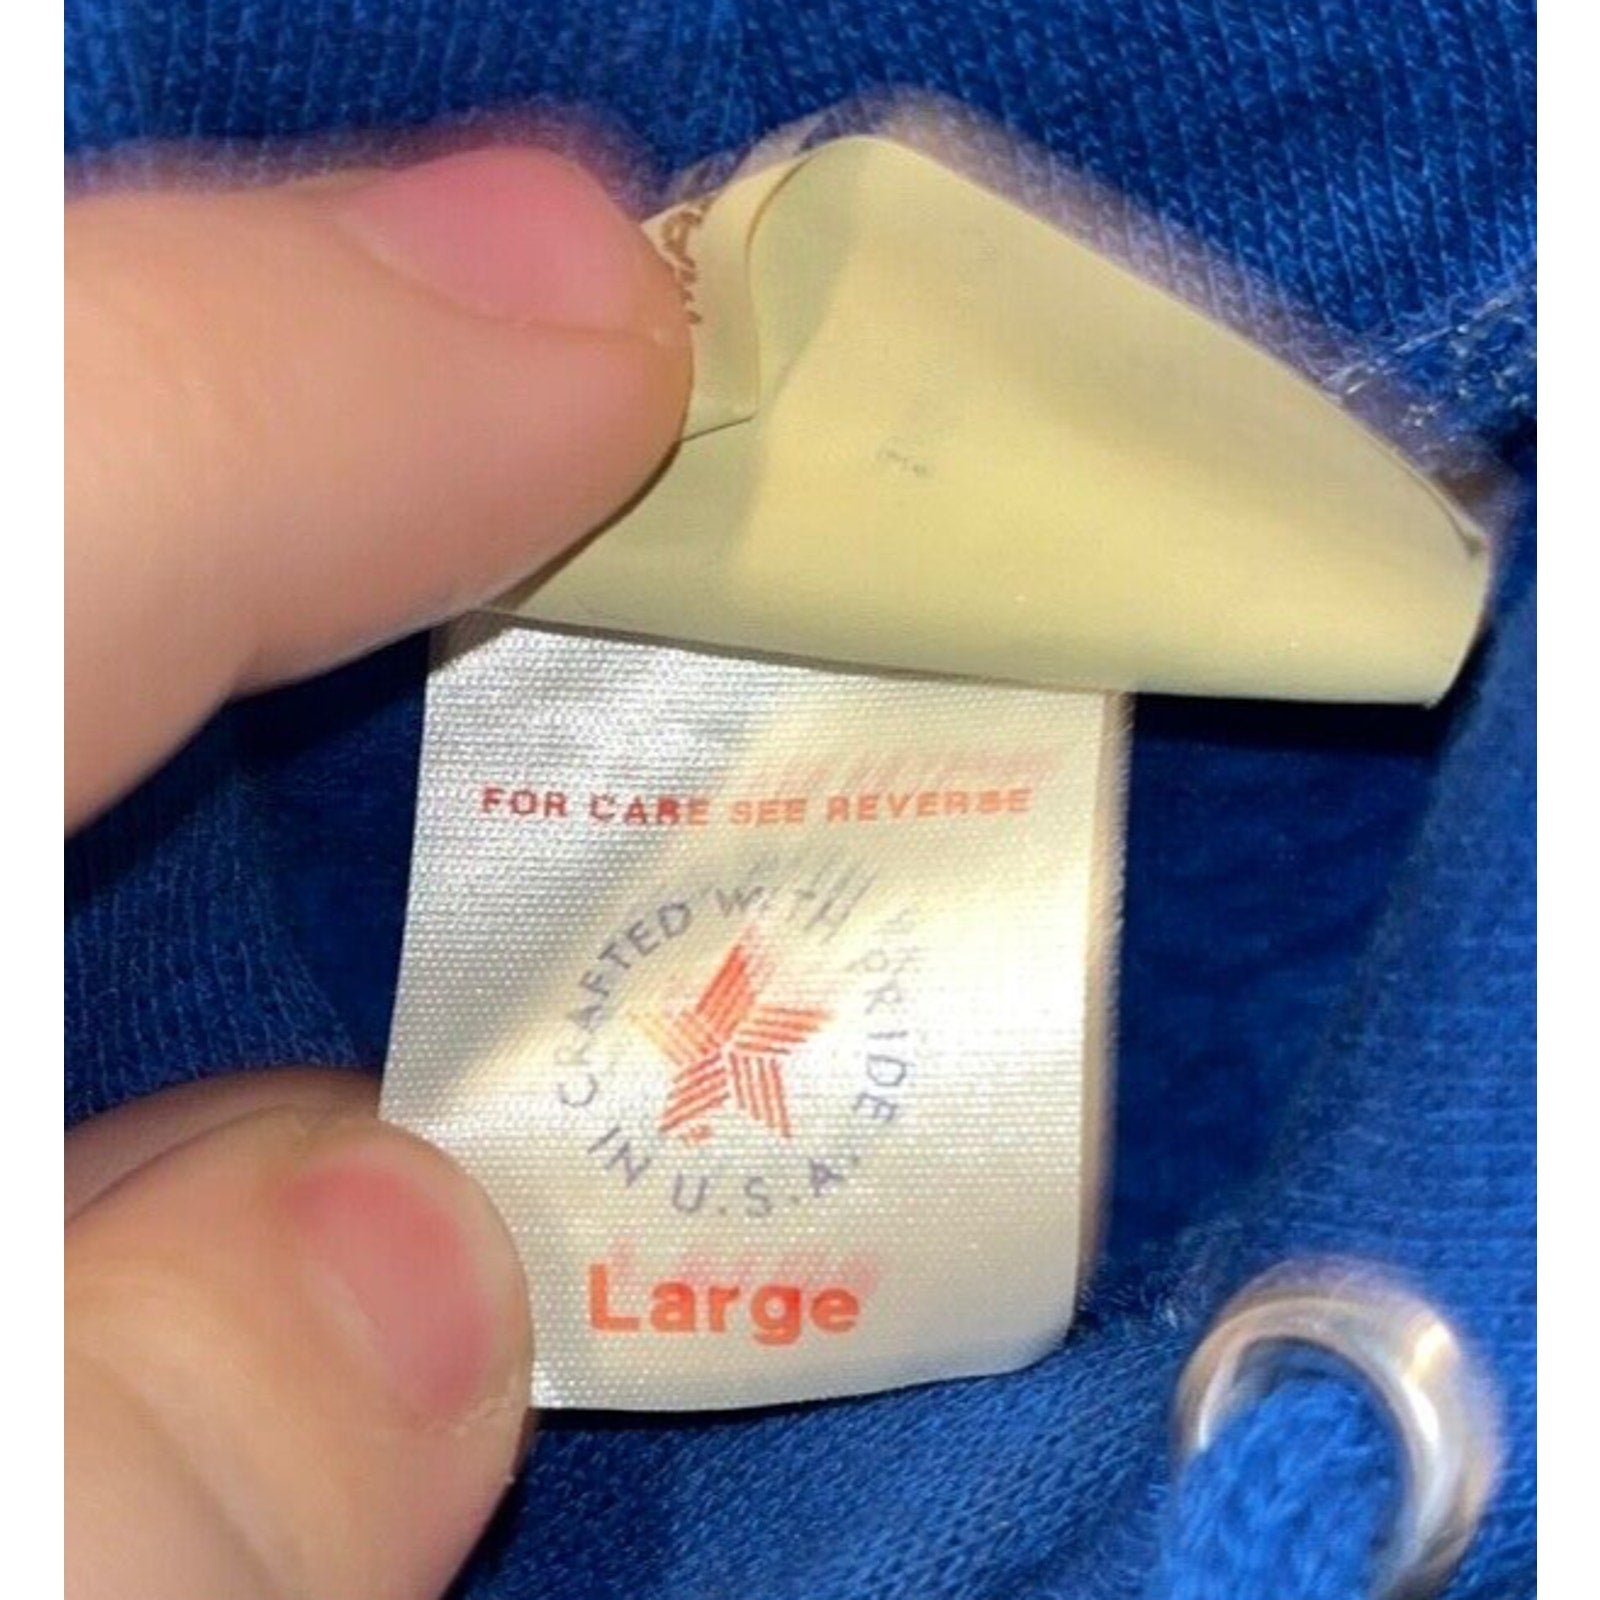 FOR CARE SEE REVERSE
CRAFTED WITH PRIDE
IN U.S.A.
Large